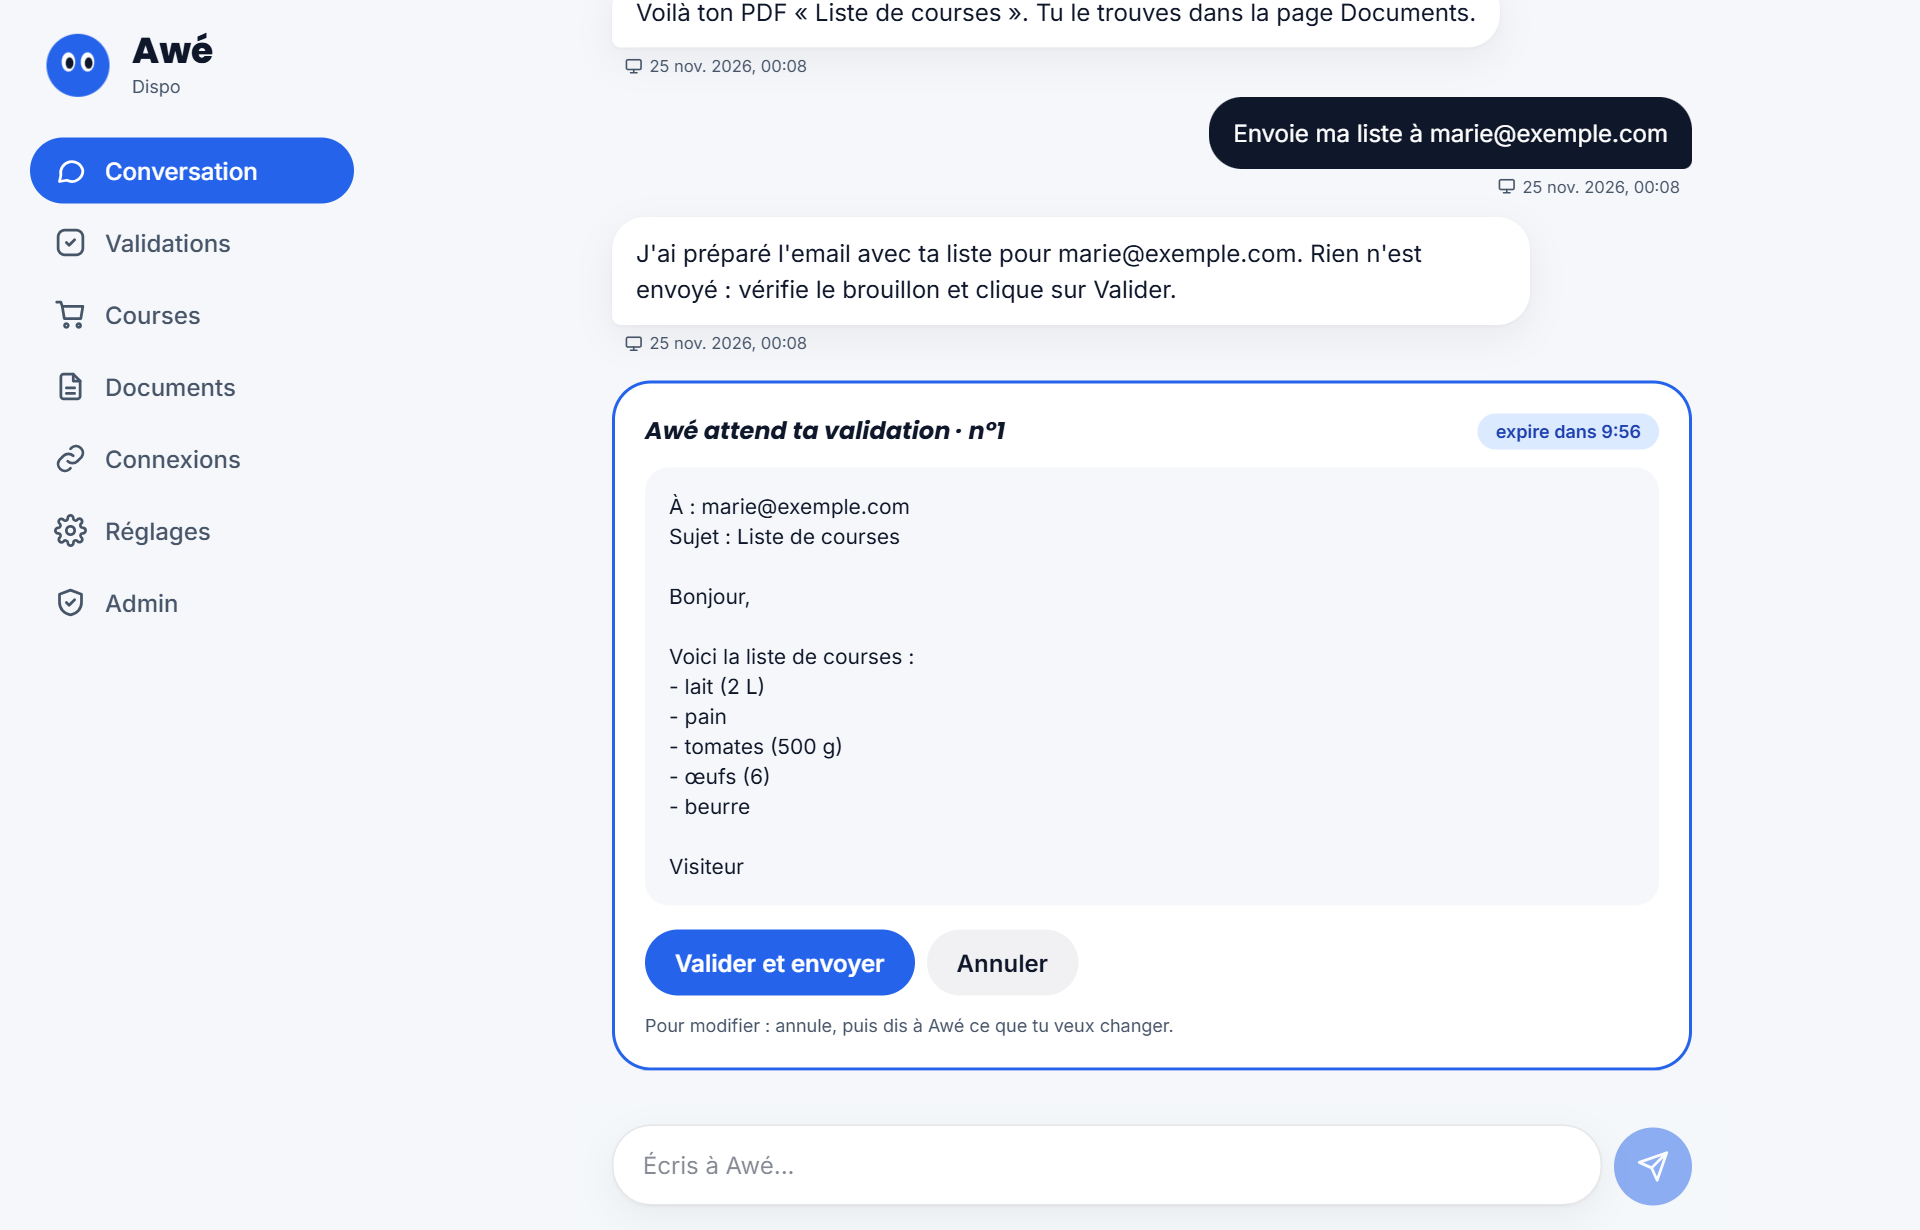 Awé
Dispo
Conversation
Validations
Courses
Documents
Connexions
Réglages
Admin
Voilà ton PDF « Liste de courses ». Tu le trouves dans la page Documents.
25 nov. 2026, 00:08
Envoie ma liste à marie@exemple.com
25 nov. 2026, 00:08
J'ai préparé l'email avec ta liste pour marie@exemple.com. Rien n'est
envoyé : vérifie le brouillon et clique sur Valider.
25 nov. 2026, 00:08
Awé attend ta validation · n°1
expire dans 9:56
À : marie@exemple.com
Sujet : Liste de courses
Bonjour,
Voici la liste de courses :
- lait (2 L)
- pain
- tomates (500 g)
- œufs (6)
- beurre
Visiteur
Valider et envoyer
Annuler
Pour modifier : annule, puis dis à Awé ce que tu veux changer.
Écris à Awé...